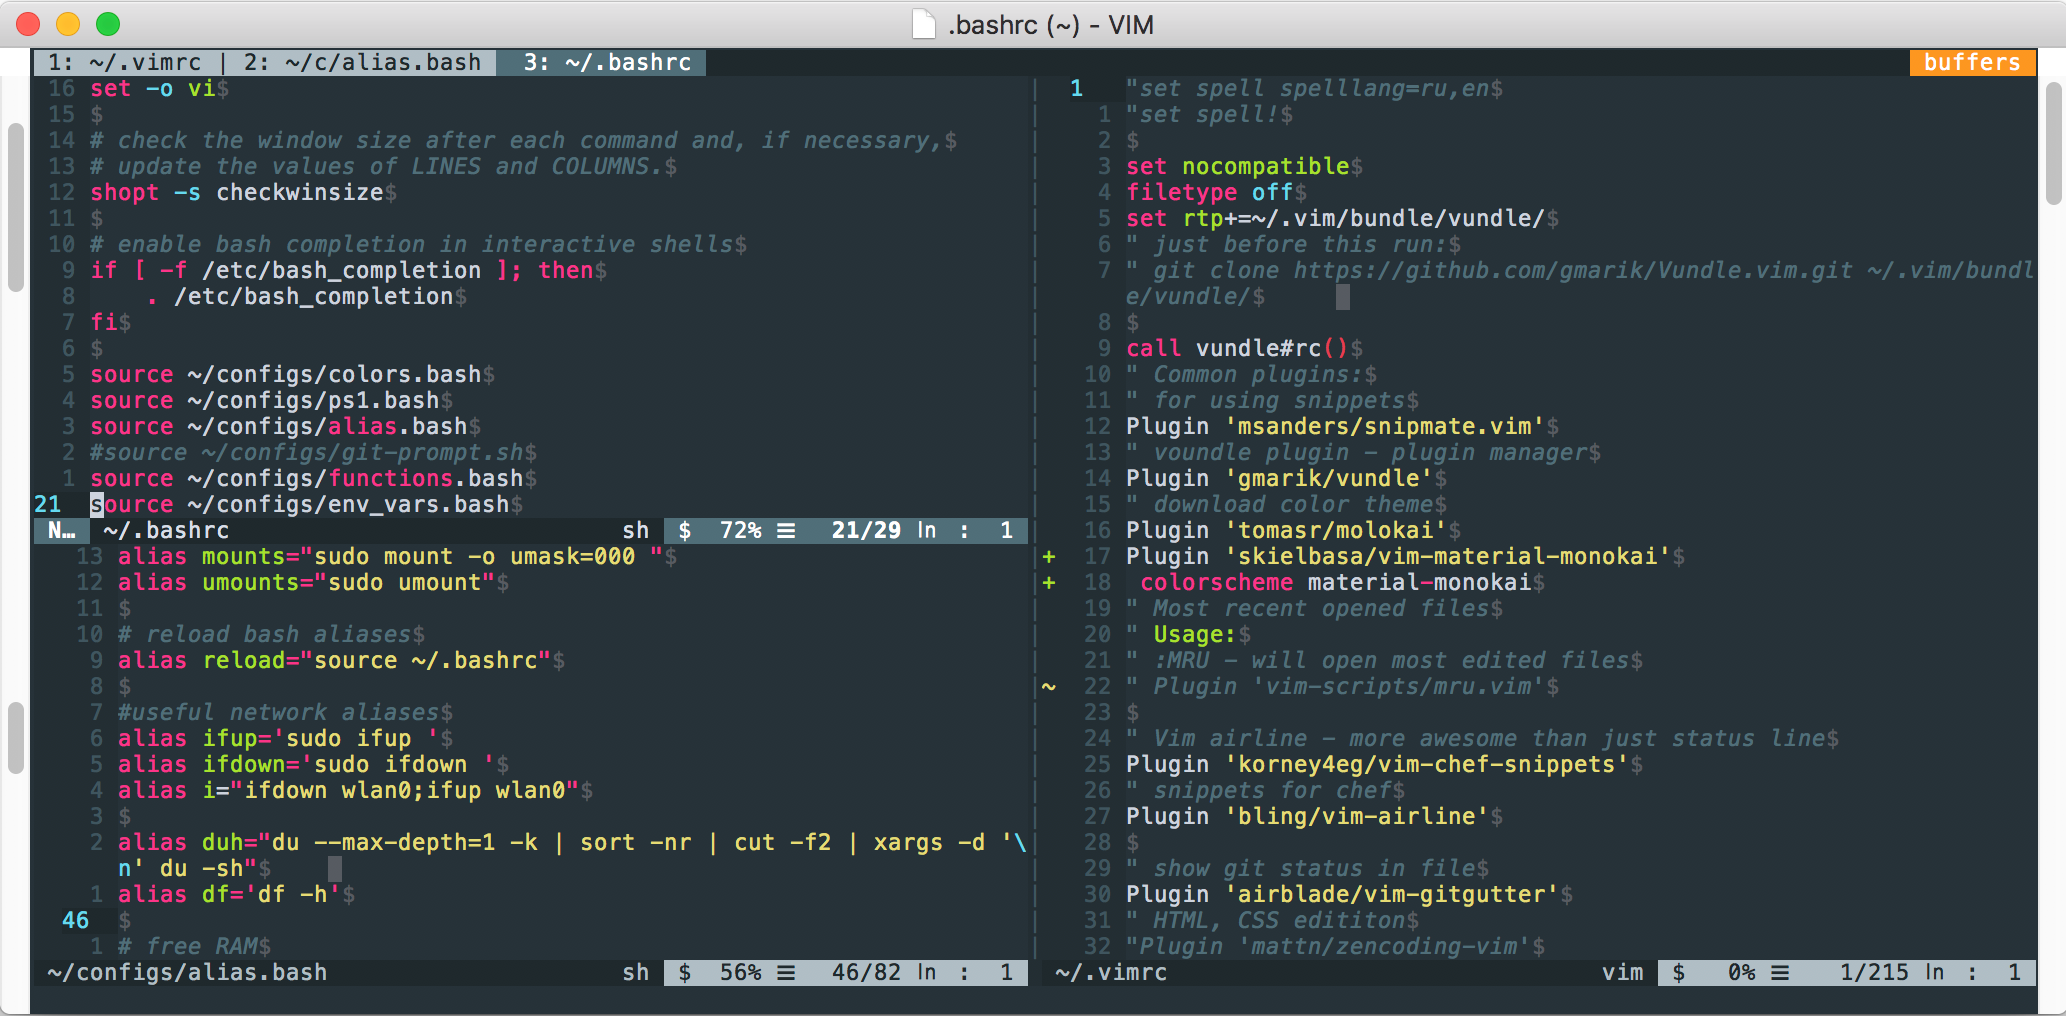 .bashrc (~) - VIM
1: ~/.vimrc | 2: ~/c/alias.bash 3: ~/.bashrc buffers
16 set -o vi$
15 $
14 # check the window size after each command and, if necessary,$
13 # update the values of LINES and COLUMNS.$
12 shopt -s checkwinsize$
11 $
10 # enable bash completion in interactive shells$
9 if [ -f /etc/bash_completion ]; then$
8     . /etc/bash_completion$
7 fi$
6 $
5 source ~/configs/colors.bash$
4 source ~/configs/ps1.bash$
3 source ~/configs/alias.bash$
2 #source ~/configs/git-prompt.sh$
1 source ~/configs/functions.bash$
21 source ~/configs/env_vars.bash$
N… ~/.bashrc sh $ 72% ☰ 21/29 ln : 1
13 alias mounts="sudo mount -o umask=000 "$
12 alias umounts="sudo umount"$
11 $
10 # reload bash aliases$
9 alias reload="source ~/.bashrc"$
8 $
7 #useful network aliases$
6 alias ifup='sudo ifup '$
5 alias ifdown='sudo ifdown '$
4 alias i="ifdown wlan0;ifup wlan0"$
3 $
2 alias duh="du --max-depth=1 -k | sort -nr | cut -f2 | xargs -d '\
n' du -sh"$
1 alias df='df -h'$
46 $
1 # free RAM$
~/configs/alias.bash sh $ 56% ☰ 46/82 ln : 1
1 "set spell spelllang=ru,en$
1 "set spell!$
2 $
3 set nocompatible$
4 filetype off$
5 set rtp+=~/.vim/bundle/vundle/$
6 " just before this run:$
7 " git clone https://github.com/gmarik/Vundle.vim.git ~/.vim/bundl
e/vundle/$
8 $
9 call vundle#rc()$
10 " Common plugins:$
11 " for using snippets$
12 Plugin 'msanders/snipmate.vim'$
13 " voundle plugin - plugin manager$
14 Plugin 'gmarik/vundle'$
15 " download color theme$
16 Plugin 'tomasr/molokai'$
+ 17 Plugin 'skielbasa/vim-material-monokai'$
+ 18  colorscheme material-monokai$
19 " Most recent opened files$
20 " Usage:$
21 " :MRU - will open most edited files$
~ 22 " Plugin 'vim-scripts/mru.vim'$
23 $
24 " Vim airline - more awesome than just status line$
25 Plugin 'korney4eg/vim-chef-snippets'$
26 " snippets for chef$
27 Plugin 'bling/vim-airline'$
28 $
29 " show git status in file$
30 Plugin 'airblade/vim-gitgutter'$
31 " HTML, CSS edititon$
32 "Plugin 'mattn/zencoding-vim'$
~/.vimrc vim $ 0% ☰ 1/215 ln : 1